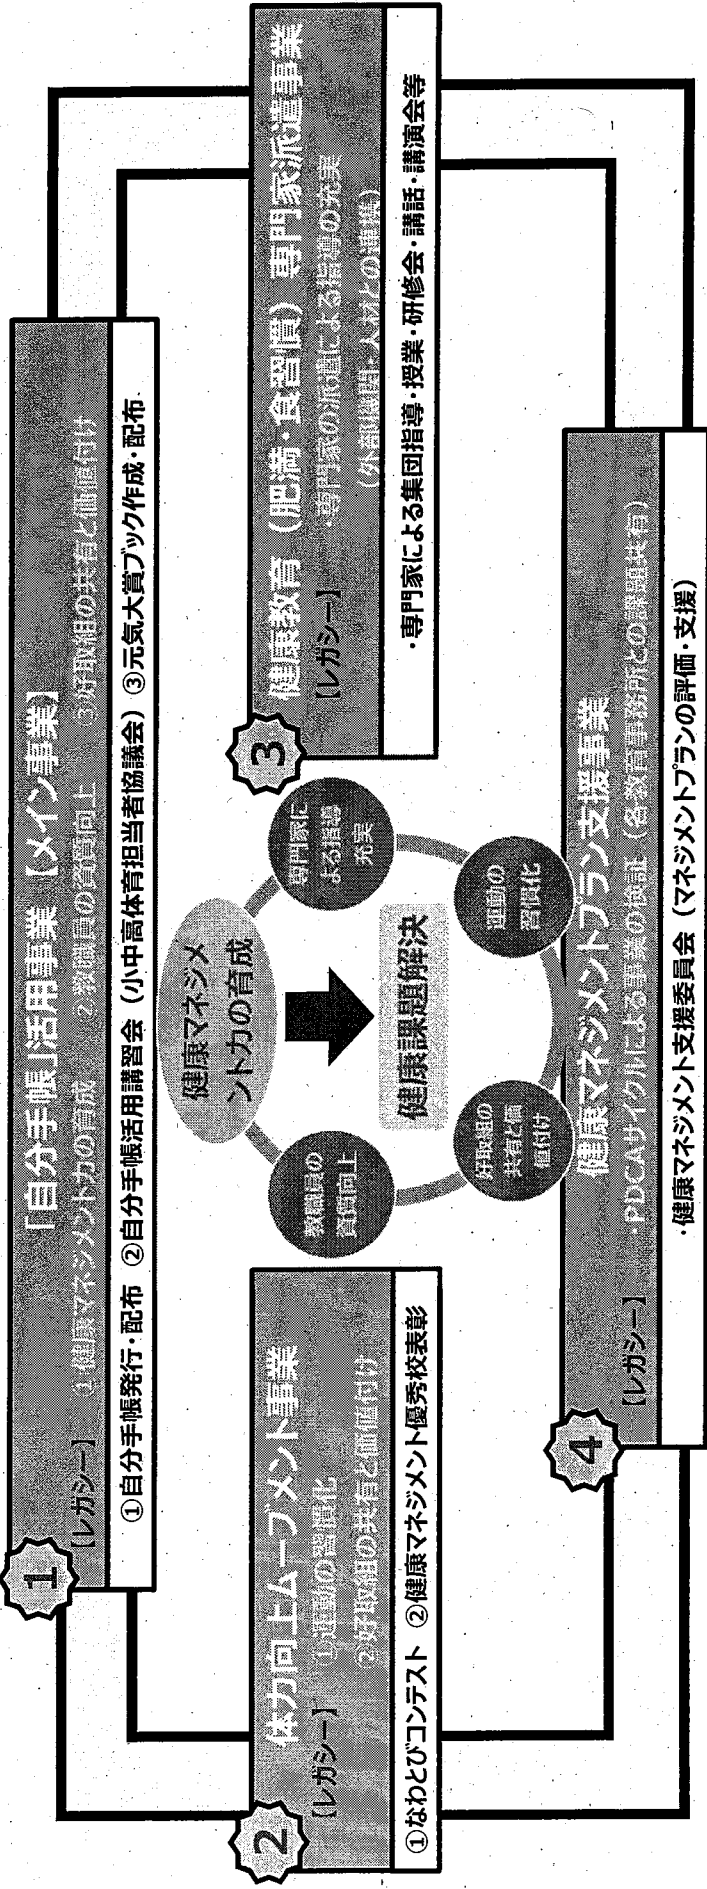 1
「自分手帳」活用事業【メイン事業】
【レガシー】
①健康マネジメント力の育成 ②教職員の資質向上 ③好取組の共有と価値付け
①自分手帳発行・配布 ②自分手帳活用講習会(小中高体育担当者協議会)③元気大賞ブック作成・配布
2
体力向上ムーブメント事業
【レガシー】
①運動の習慣化
②好取組の共有と価値付け
①なわとびコンテスト ②健康マネジメント優秀校表彰
健康マネジメ
ント力の育成
教職員の
資質向上
専門家に
よる指導
充実
健康課題解決
好取組の
共有と価
値付け
運動の
習慣化
3
健康教育(肥満・食習慣)専門家派遣事業
【レガシー】
・専門家の派遣による指導の充実
(外部機関・人材との連携)
・専門家による集団指導・授業・研修会・講話・講演会等
4
健康マネジメントプラン支援事業
【レガシー】
・PDCAサイクルによる事業の検証(各教育事務所との課題共有)
・健康マネジメント支援委員会(マネジメントプランの評価・支援)